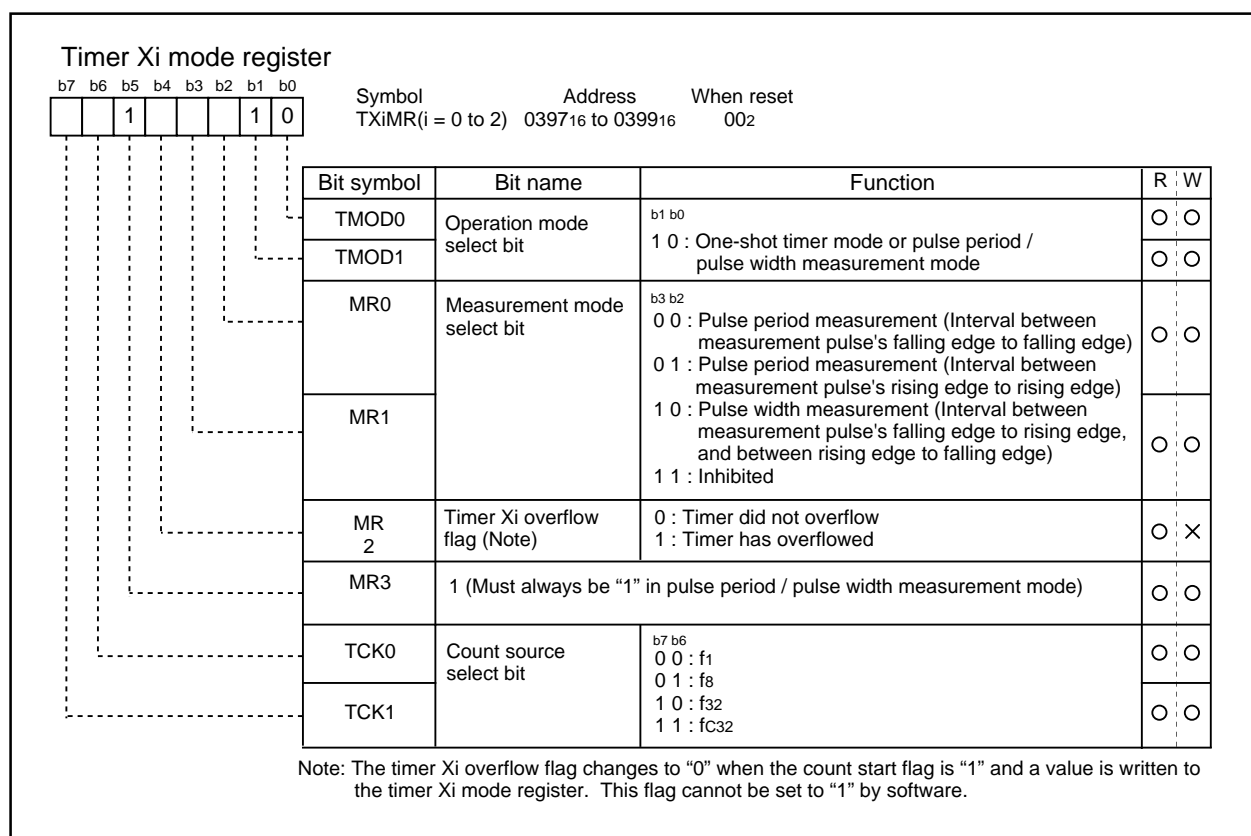 Timer Xi mode register
b7 b6 b5 b4 b3 b2 b1 b0
1 1 0
Symbol Address When reset
TXiMR(i = 0 to 2) 039716 to 039916 002
Bit symbol Bit name Function R W
TMOD0
TMOD1
Operation mode
select bit
b1 b0
1 0 : One-shot timer mode or pulse period /
pulse width measurement mode
MR0
MR1
Measurement mode
select bit
b3 b2
0 0 : Pulse period measurement (Interval between
measurement pulse's falling edge to falling edge)
0 1 : Pulse period measurement (Interval between
measurement pulse's rising edge to rising edge)
1 0 : Pulse width measurement (Interval between
measurement pulse's falling edge to rising edge,
and between rising edge to falling edge)
1 1 : Inhibited
MR
2
Timer Xi overflow
flag (Note)
0 : Timer did not overflow
1 : Timer has overflowed
MR3
1 (Must always be “1” in pulse period / pulse width measurement mode)
TCK0
TCK1
Count source
select bit
b7 b6
0 0 : f1
0 1 : f8
1 0 : f32
1 1 : fC32
Note: The timer Xi overflow flag changes to “0” when the count start flag is “1” and a value is written to
the timer Xi mode register. This flag cannot be set to “1” by software.